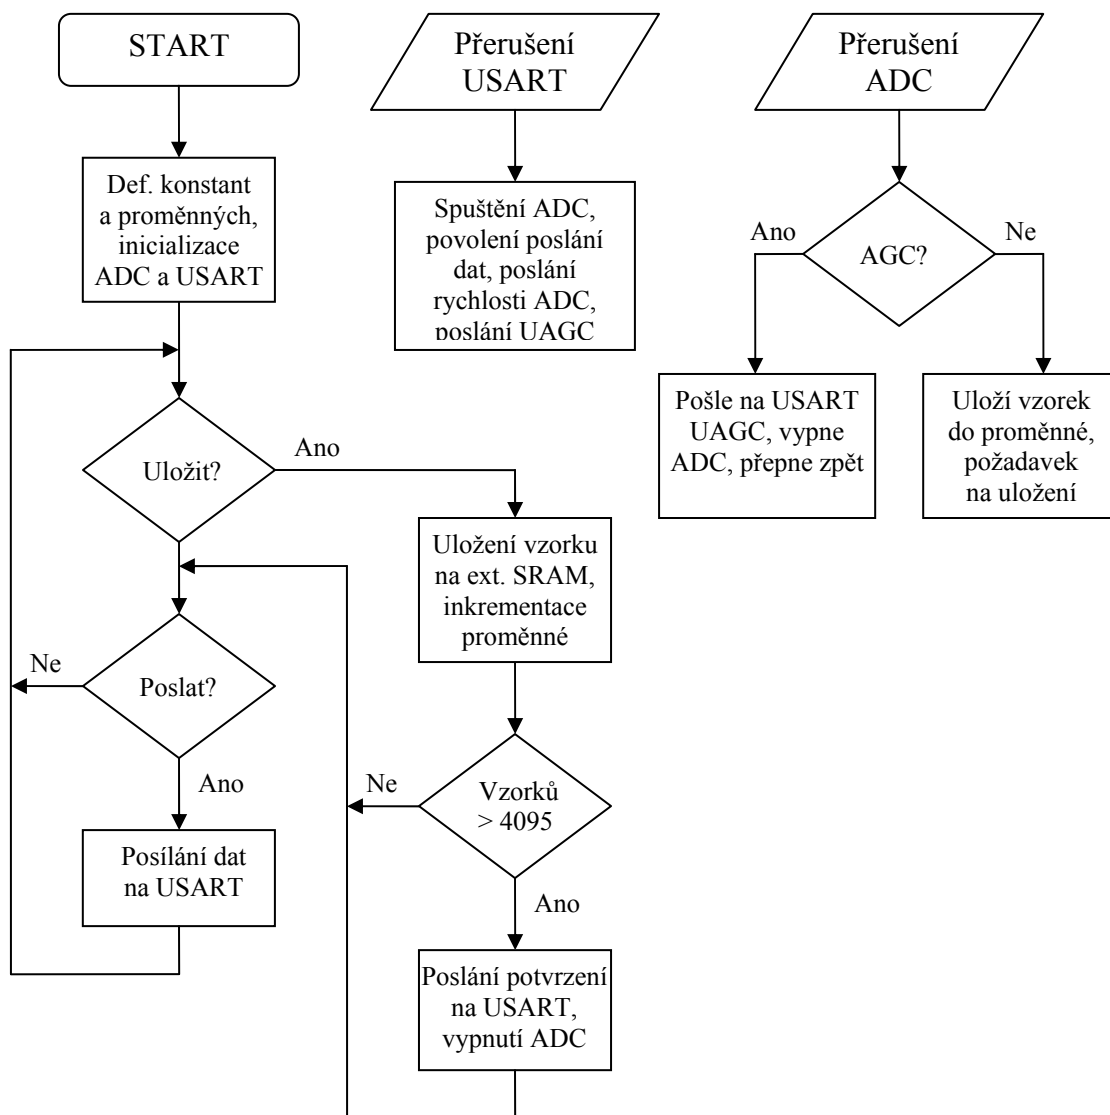 START
Def. konstant
a proměnných,
inicializace
ADC a USART
Uložit?
Ano
Poslat?
Ne
Ano
Posílání dat
na USART
Uložení vzorku
na ext. SRAM,
inkrementace
proměnné
Vzorků
> 4095
Ne
Ano
Poslání potvrzení
na USART,
vypnutí ADC
Přerušení
USART
Spuštění ADC,
povolení poslání
dat, poslání
rychlosti ADC,
poslání UAGC
Přerušení
ADC
AGC?
Ano
Ne
Pošle na USART
UAGC, vypne
ADC, přepne zpět
Uloží vzorek
do proměnné,
požadavek
na uložení